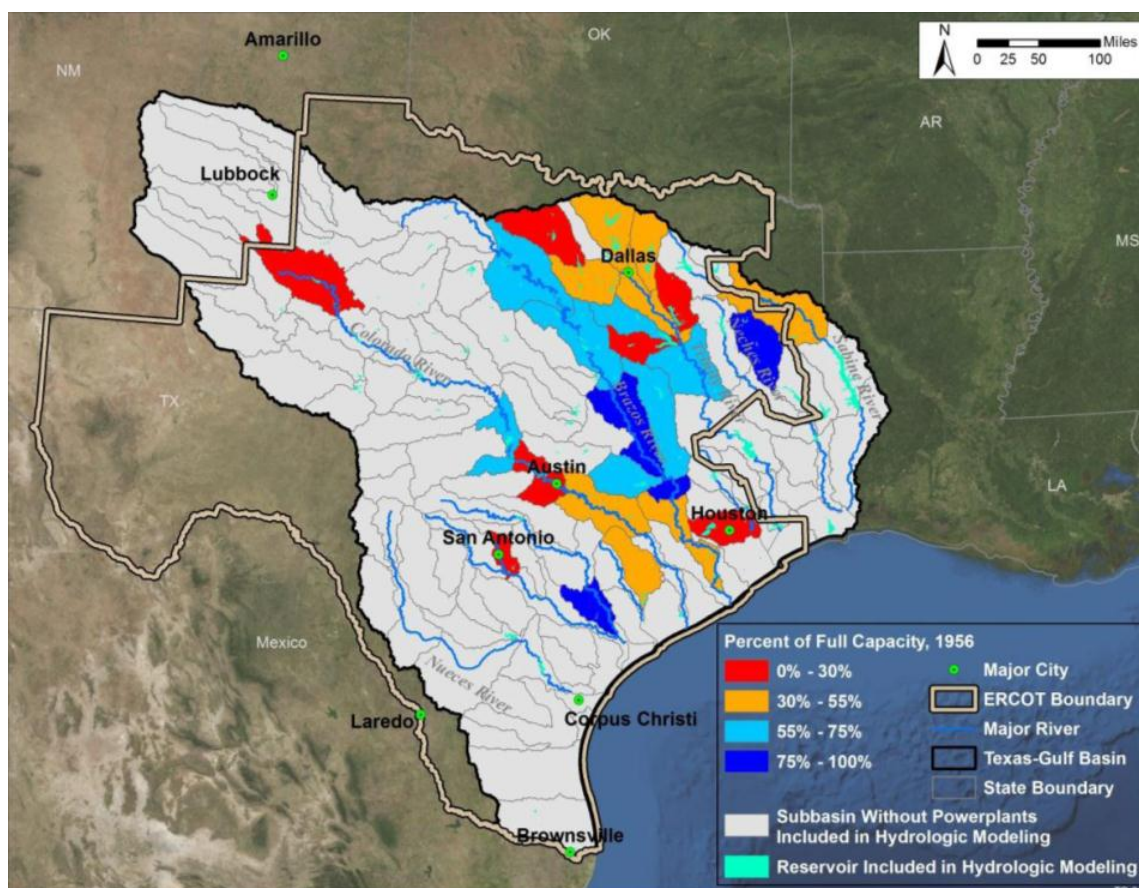 Amarillo
OK
N
Miles
0 25 50 100
NM
AR
Lubbock
MS
Dallas
Neches River
Sabine River
Colorado River
TX
Brazos River
Austin
Houston
LA
San Antonio
Mexico
Nueces River
Laredo
Corpus Christi
Brownsville
Percent of Full Capacity, 1956
0% - 30%
30% - 55%
55% - 75%
75% - 100%
Major City
ERCOT Boundary
Major River
Texas-Gulf Basin
State Boundary
Subbasin Without Powerplants
Included in Hydrologic Modeling
Reservoir Included in Hydrologic Modeling